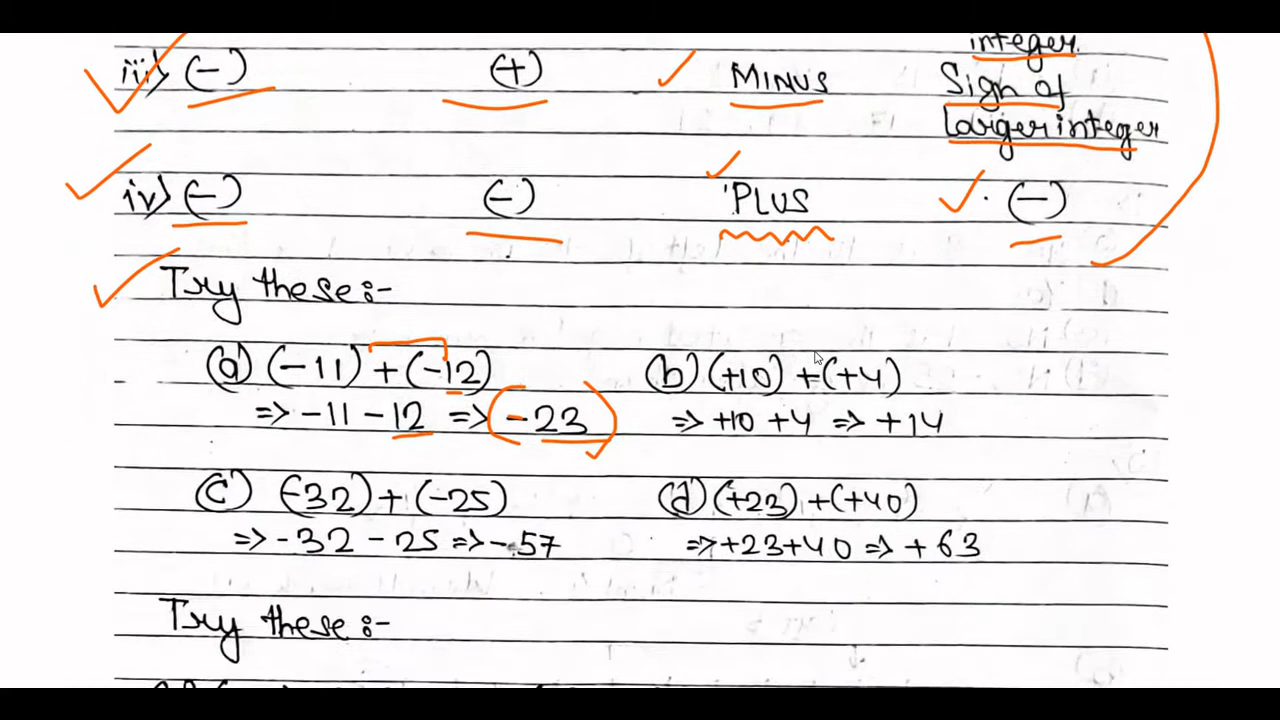 integer.
iii) (-) (+) MINUS Sign of
larger integer
iv) (-) (-) PLUS (-)
Try these:-
(a) (-11) + (-12) (b) (+10) + (+4)
=> -11 - 12 => -23 => +10 + 4 => +14
(c) (-32) + (-25) (d) (+23) + (+40)
=> -32 - 25 => -57 => +23 + 40 => +63
Try these:-